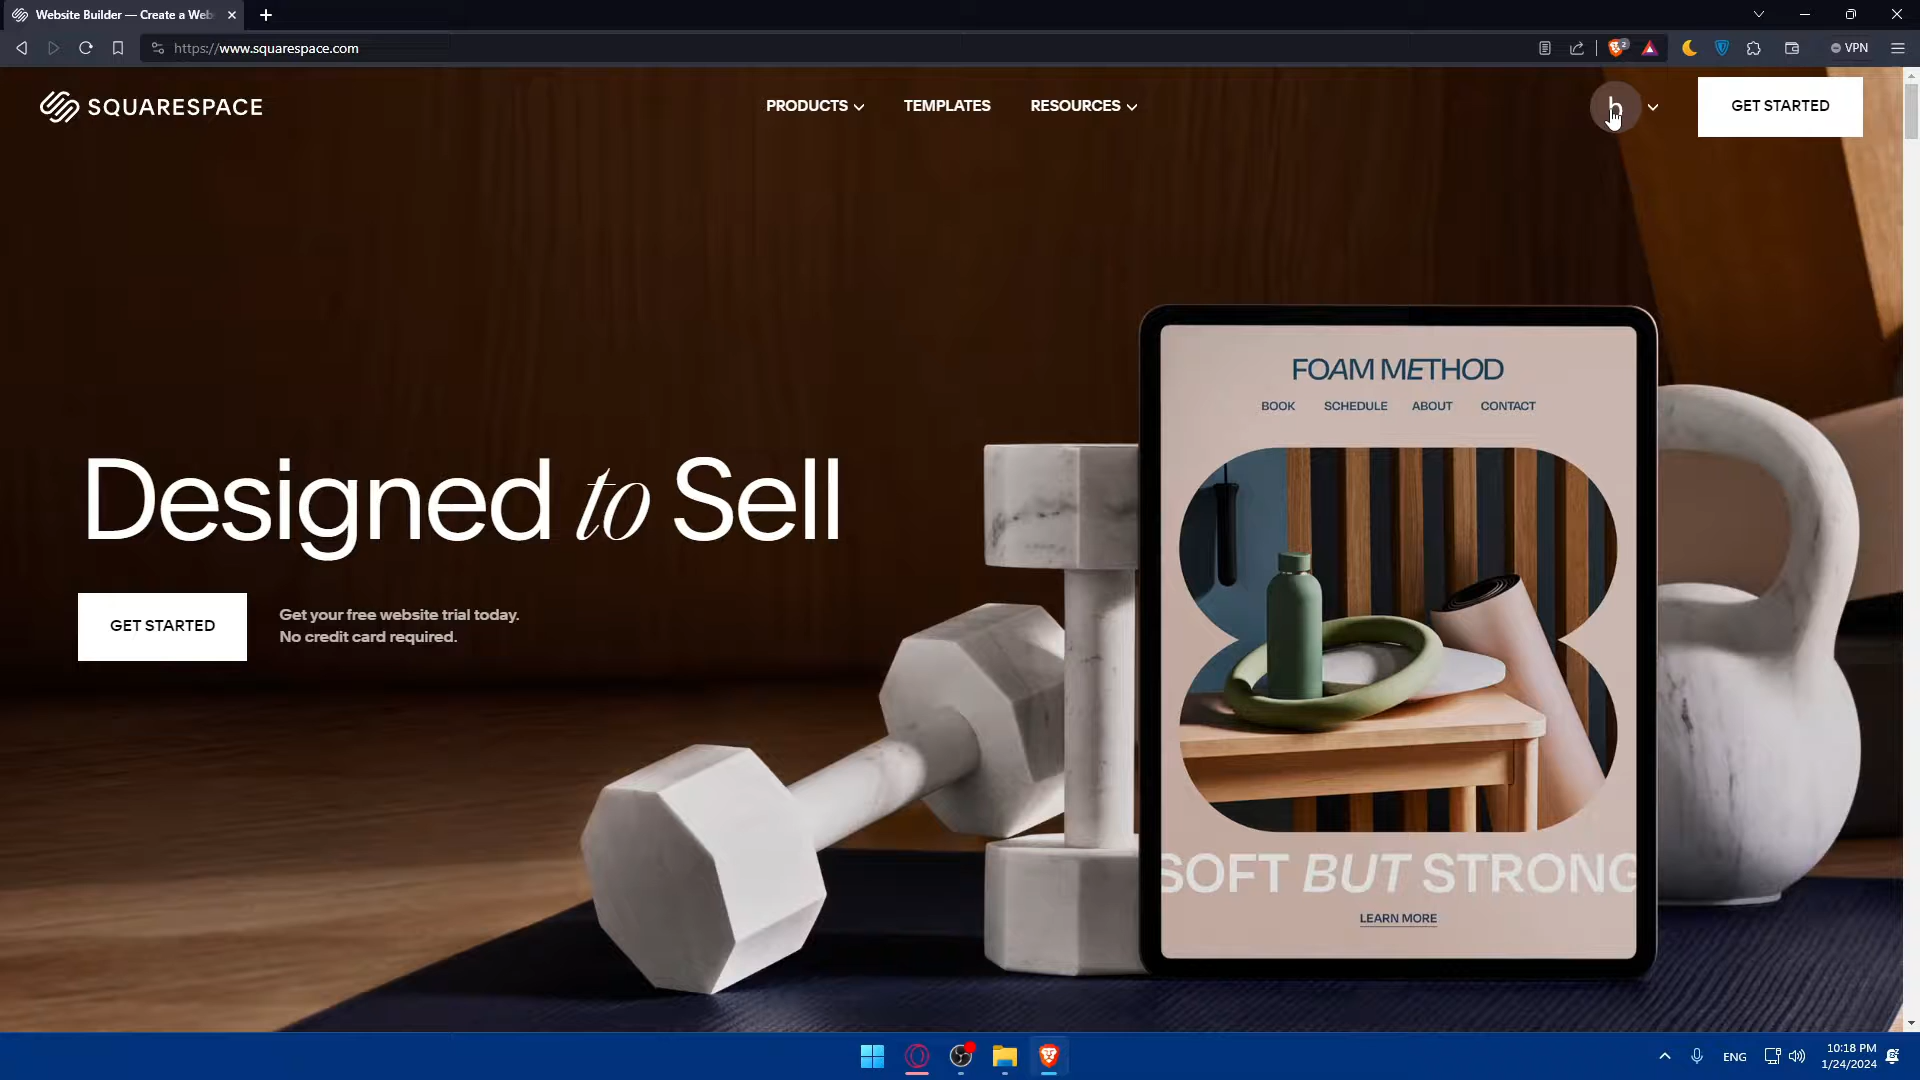 Website Builder — Create a Web
https://www.squarespace.com
2
VPN
SQUARESPACE
PRODUCTS
TEMPLATES
RESOURCES
h
GET STARTED
FOAM METHOD
BOOK SCHEDULE ABOUT CONTACT
Designed to Sell
GET STARTED
Get your free website trial today.
No credit card required.
SOFT BUT STRONG
LEARN MORE
ENG
10:18 PM
1/24/2024